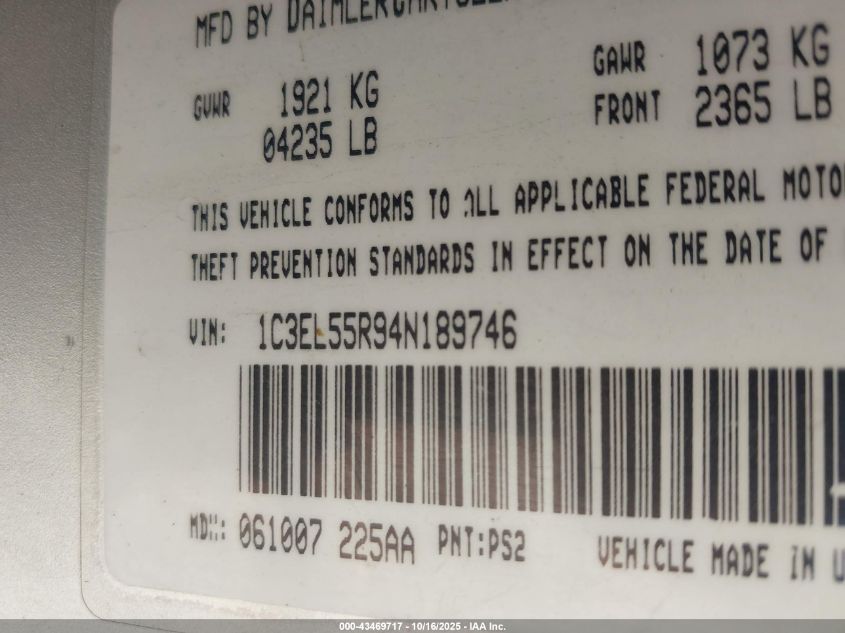 MFD BY DAIMLERCHRYSLER
GVWR 1921 KG
04235 LB
GAWR 1073 KG
FRONT 2365 LB
THIS VEHICLE CONFORMS TO ALL APPLICABLE FEDERAL MOTO
THEFT PREVENTION STANDARDS IN EFFECT ON THE DATE OF
VIN: 1C3EL55R94N189746
MDH: 061007 225AA PNT:PS2 VEHICLE MADE IN U
000-43469717 - 10/16/2025 - IAA Inc.